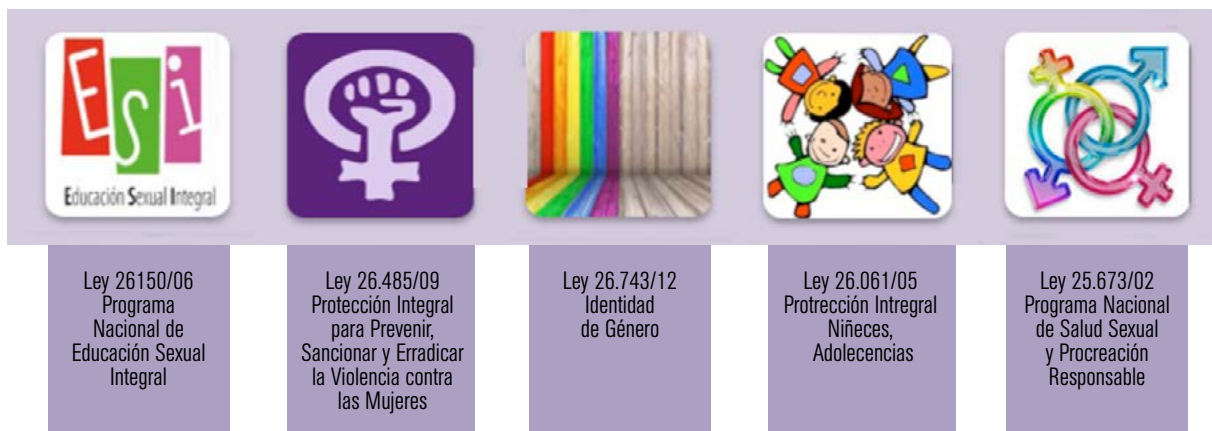 ESi
Educación Sexual Integral
Ley 26150/06
Programa
Nacional de
Educación Sexual
Integral
Ley 26.485/09
Protección Integral
para Prevenir,
Sancionar y Erradicar
la Violencia contra
las Mujeres
Ley 26.743/12
Identidad
de Género
Ley 26.061/05
Protrección Intregral
Niñeces,
Adolecencias
Ley 25.673/02
Programa Nacional
de Salud Sexual
y Procreación
Responsable